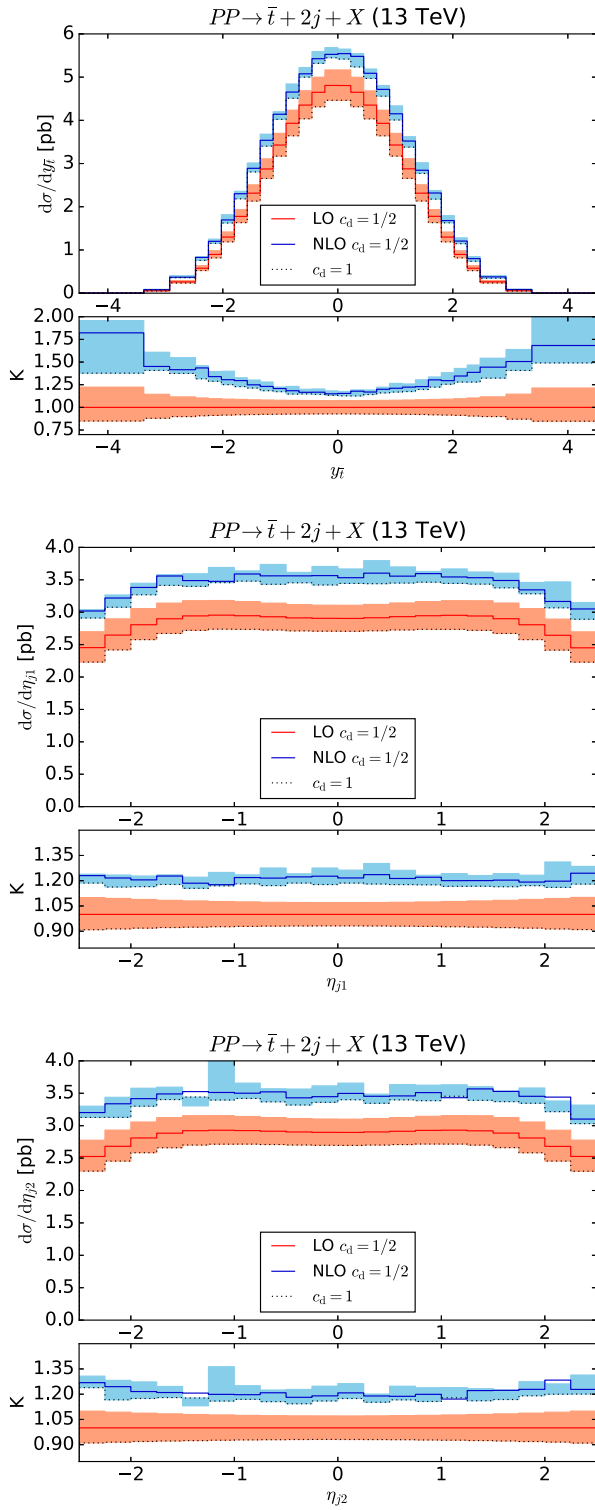 PP → t̄ + 2j + X (13 TeV)
6
5
4
3
2
1
0
dσ/dy_t̄ [pb]
LO c_d = 1/2
NLO c_d = 1/2
c_d = 1
−4 −2 0 2 4
2.00
1.75
1.50
1.25
1.00
0.75
K
−4 −2 0 2 4
y_t̄
PP → t̄ + 2j + X (13 TeV)
4.0
3.5
3.0
2.5
2.0
1.5
1.0
0.5
0.0
dσ/dη_j1 [pb]
LO c_d = 1/2
NLO c_d = 1/2
c_d = 1
−2 −1 0 1 2
1.35
1.20
1.05
0.90
K
−2 −1 0 1 2
η_j1
PP → t̄ + 2j + X (13 TeV)
4.0
3.5
3.0
2.5
2.0
1.5
1.0
0.5
0.0
dσ/dη_j2 [pb]
LO c_d = 1/2
NLO c_d = 1/2
c_d = 1
−2 −1 0 1 2
1.35
1.20
1.05
0.90
K
−2 −1 0 1 2
η_j2